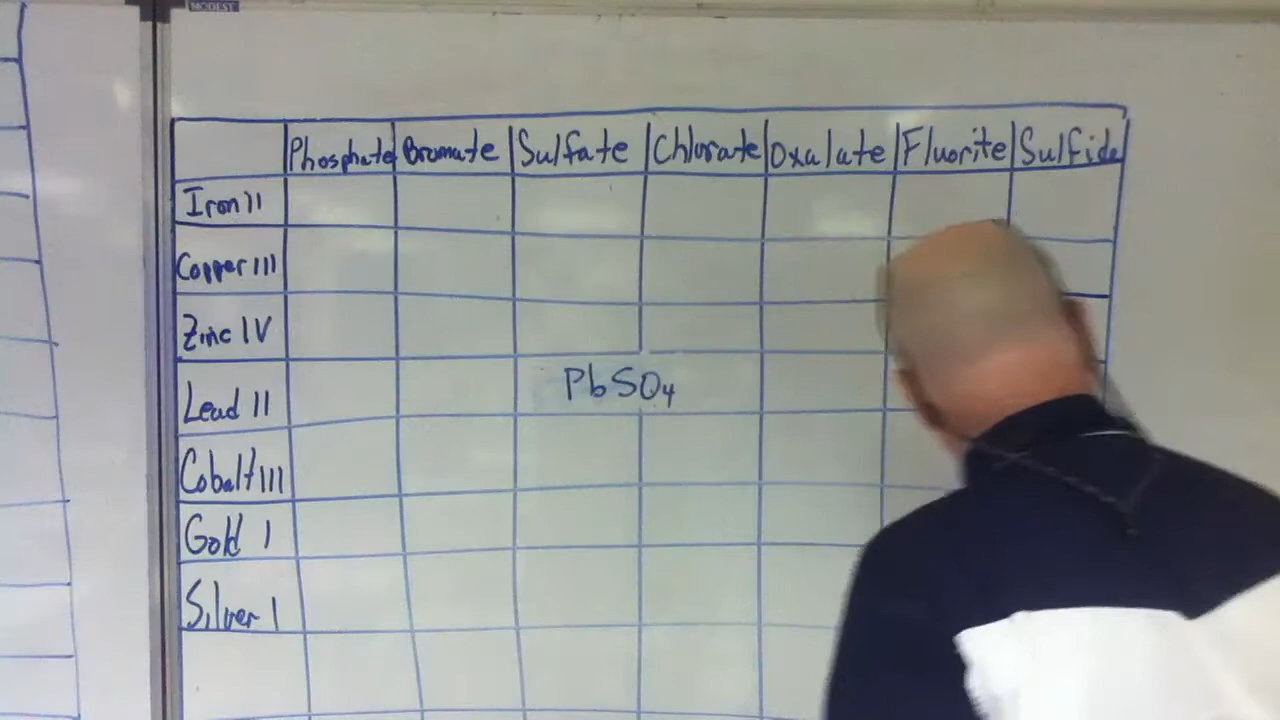 MODEST
Phosphate Bromate Sulfate Chlorate Oxalate Fluorite Sulfide
Iron II
Copper III
Zinc IV
Lead II PbSO4
Cobalt III
Gold I
Silver I